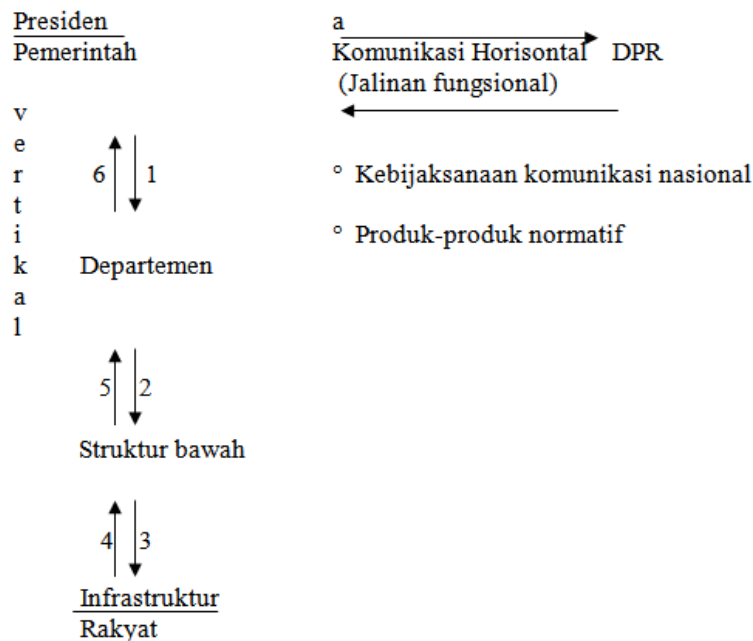 Presiden a
Pemerintah Komunikasi Horisontal DPR
(Jalinan fungsional)
v
e
r 6 1 ° Kebijaksanaan komunikasi nasional
t
i ° Produk-produk normatif
k Departemen
a
l
5 2
Struktur bawah
4 3
Infrastruktur
Rakyat